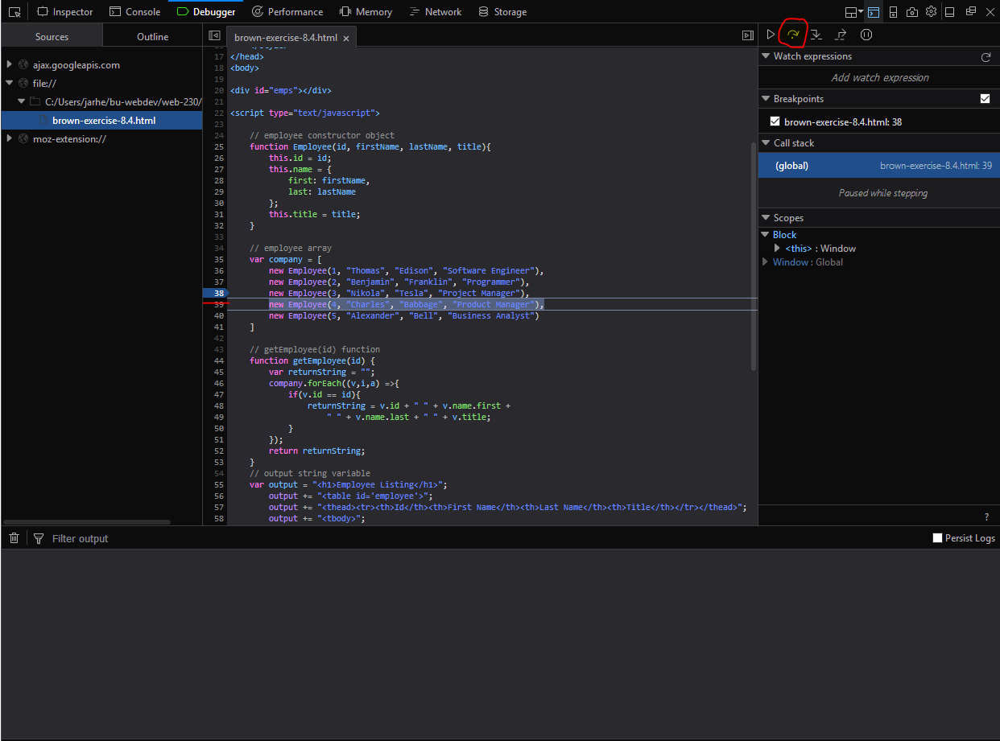 Inspector Console Debugger Performance Memory Network Storage
Sources Outline
brown-exercise-8.4.html ×
ajax.googleapis.com
file://
C:/Users/jarhe/bu-webdev/web-230/
brown-exercise-8.4.html
moz-extension://
17 </head>
18 <body>
19
20 <div id="emps"></div>
21
22 <script type="text/javascript">
23
24 // employee constructor object
25 function Employee(id, firstName, lastName, title){
26 this.id = id;
27 this.name = {
28 first: firstName,
29 last: lastName
30 };
31 this.title = title;
32 }
33
34 // employee array
35 var company = [
36 new Employee(1, "Thomas", "Edison", "Software Engineer"),
37 new Employee(2, "Benjamin", "Franklin", "Programmer"),
38 new Employee(3, "Nikola", "Tesla", "Project Manager"),
39 new Employee(4, "Charles", "Babbage", "Product Manager"),
40 new Employee(5, "Alexander", "Bell", "Business Analyst")
41 ]
42
43 // getEmployee(id) function
44 function getEmployee(id) {
45 var returnString = "";
46 company.forEach((v,i,a) =>{
47 if(v.id == id){
48 returnString = v.id + " " + v.name.first +
49 " " + v.name.last + " " + v.title;
50 }
51 });
52 return returnString;
53 }
54 // output string variable
55 var output = "<h1>Employee Listing</h1>";
56 output += "<table id='employee'>";
57 output += "<thead><tr><th>Id</th><th>First Name</th><th>Last Name</th><th>Title</th></tr></thead>";
58 output += "<tbody>";
Watch expressions
Add watch expression
Breakpoints
brown-exercise-8.4.html: 38
Call stack
(global) brown-exercise-8.4.html: 39
Paused while stepping
Scopes
Block
<this> : Window
Window : Global
?
Filter output
Persist Logs